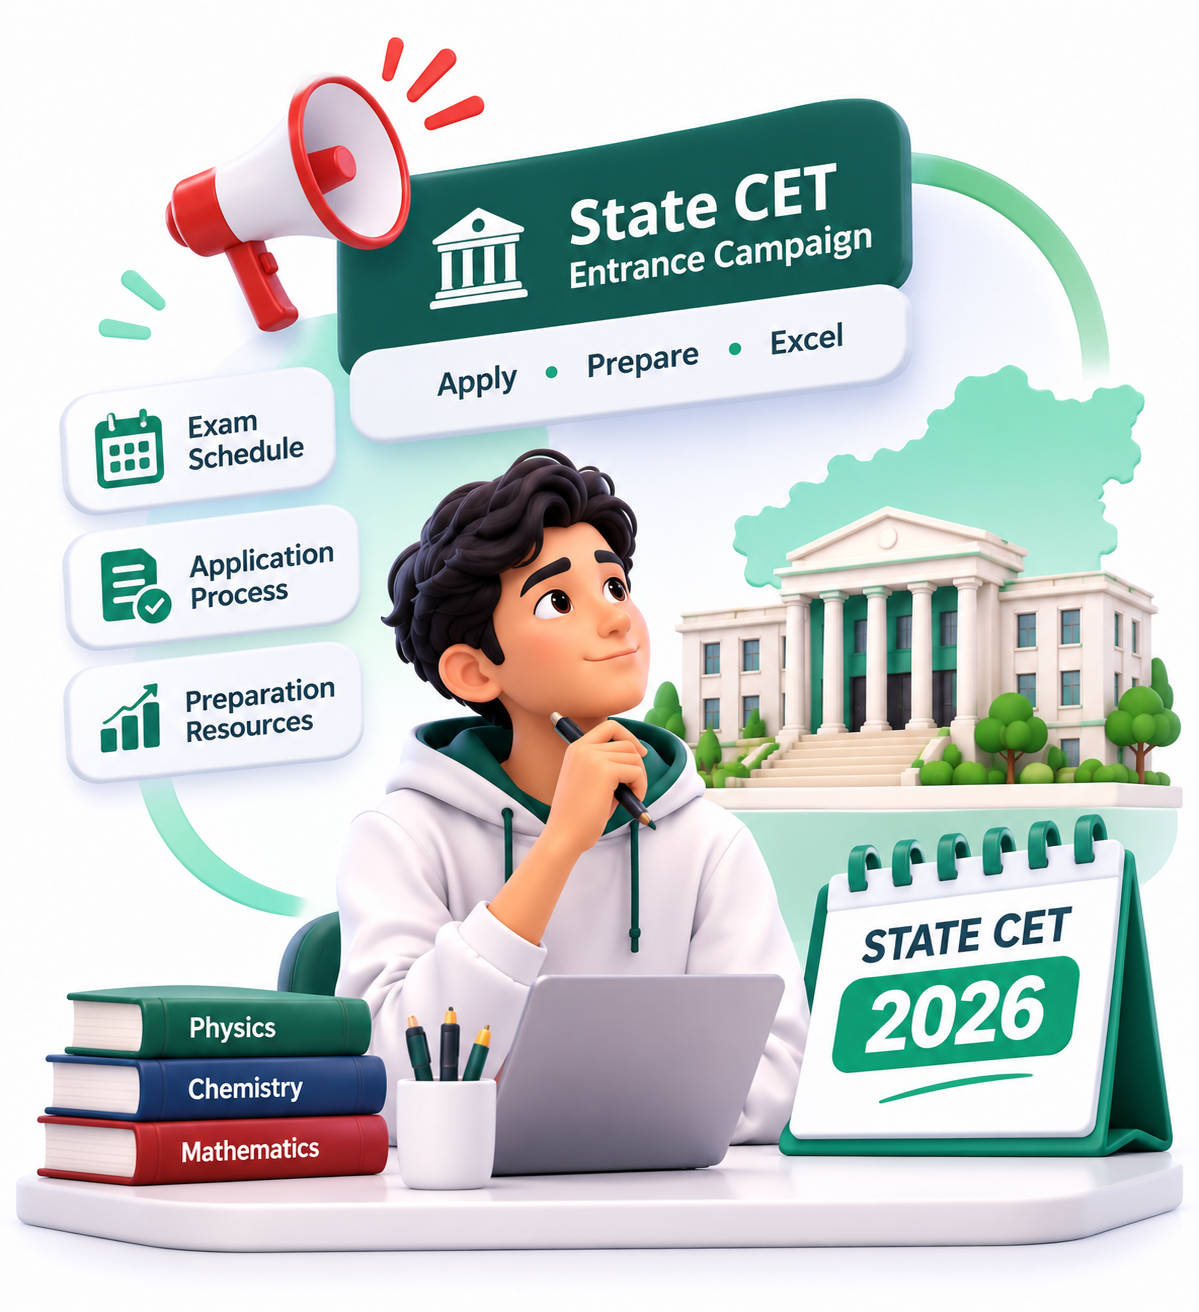 State CET
Entrance Campaign
Apply • Prepare • Excel
Exam
Schedule
Application
Process
Preparation
Resources
STATE CET
2026
Physics
Chemistry
Mathematics